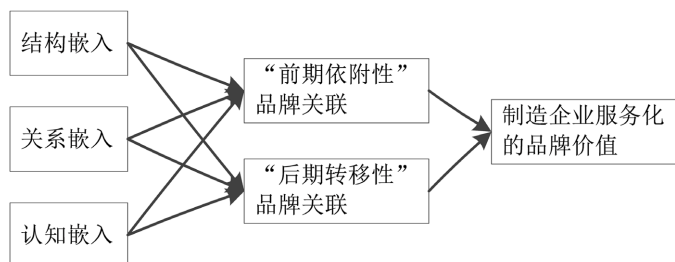 结构嵌入
关系嵌入
认知嵌入
“前期依附性”
品牌关联
“后期转移性”
品牌关联
制造企业服务化
的品牌价值